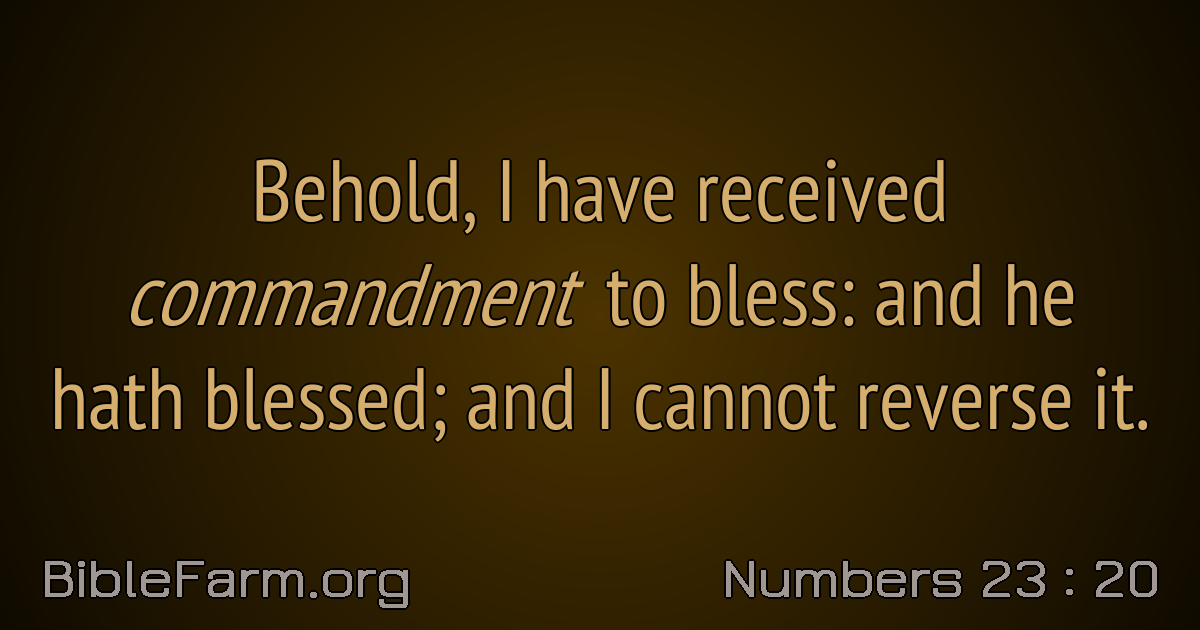 Behold, I have received
commandment to bless: and he
hath blessed; and I cannot reverse it.
BibleFarm.org
Numbers 23 : 20